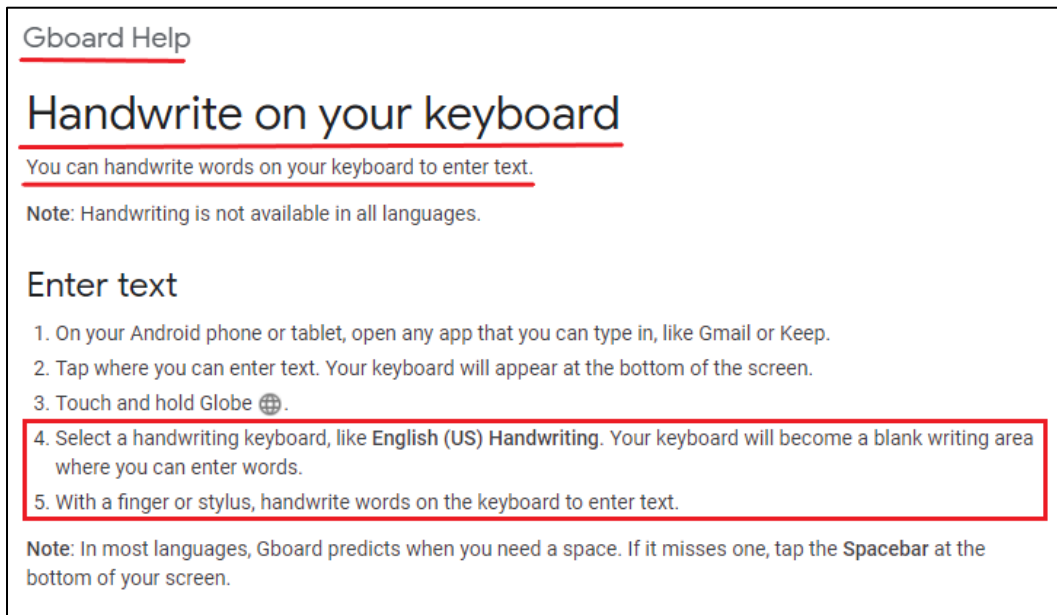 Gboard Help
Handwrite on your keyboard
You can handwrite words on your keyboard to enter text.
Note: Handwriting is not available in all languages.
Enter text
1. On your Android phone or tablet, open any app that you can type in, like Gmail or Keep.
2. Tap where you can enter text. Your keyboard will appear at the bottom of the screen.
3. Touch and hold Globe .
4. Select a handwriting keyboard, like English (US) Handwriting. Your keyboard will become a blank writing area
where you can enter words.
5. With a finger or stylus, handwrite words on the keyboard to enter text.
Note: In most languages, Gboard predicts when you need a space. If it misses one, tap the Spacebar at the
bottom of your screen.